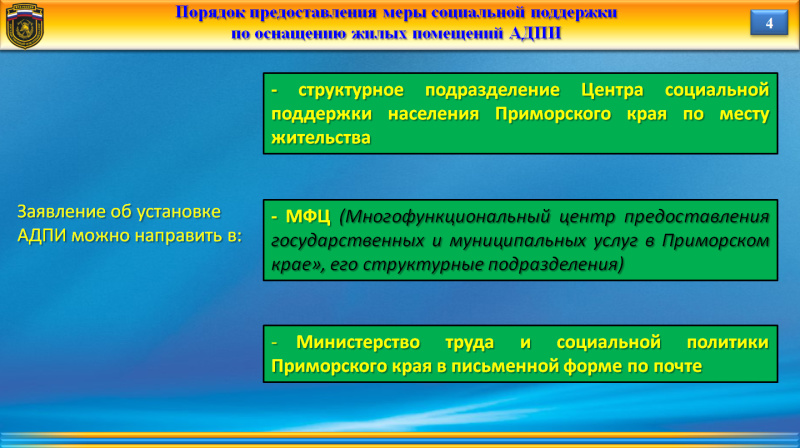 Порядок предоставления меры социальной поддержки
по оснащению жилых помещений АДПИ
4
- структурное подразделение Центра социальной
поддержки населения Приморского края по месту
жительства
Заявление об установке
АДПИ можно направить в:
- МФЦ (Многофункциональный центр предоставления
государственных и муниципальных услуг в Приморском
крае», его структурные подразделения)
- Министерство труда и социальной политики
Приморского края в письменной форме по почте